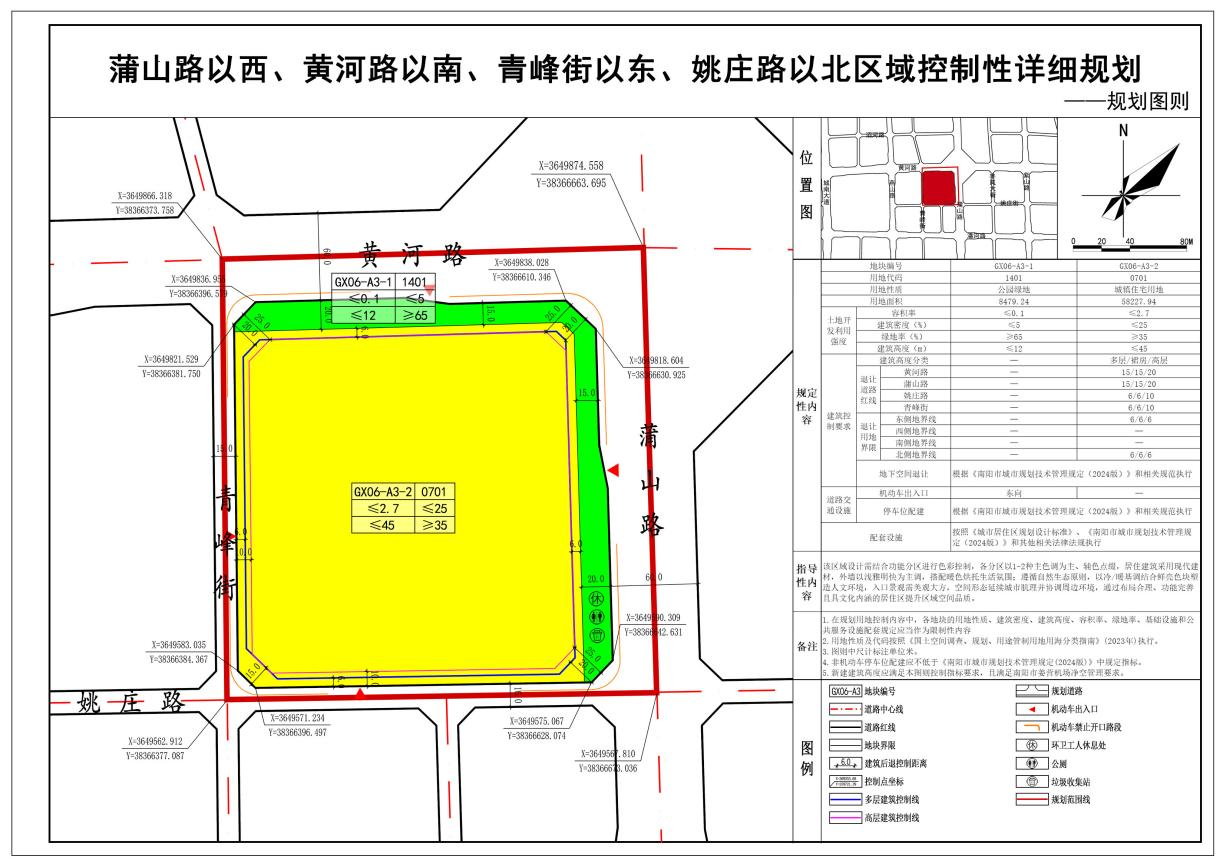 蒲山路以西、黄河路以南、青峰街以东、姚庄路以北区域控制性详细规划
——规划图则
X=3649874.558
Y=38366663.695
X=3649866.318
Y=38366373.758
黄河路
X=3649838.028
Y=38366610.346
GX06-A3-1 1401
≤0.1 ≤5
≤12 ≥65
X=3649821.529
Y=38366381.750
X=3649818.604
Y=38366630.925
15.0
蒲山路
青峰街
GX06-A3-2 0701
≤2.7 ≤25
≤45 ≥35
6.0
20.0
60.0
休
X=3649583.035
Y=38366384.367
姚庄路
X=3649571.234
Y=38366396.497
X=3649575.067
Y=38366628.074
X=3649562.912
Y=38366377.087
位置图
黄河路
姚庄街
N
0 20 40 80M
规定性内容
地块编号 GX06-A3-1 GX06-A3-2
用地代码 1401 0701
用地性质 公园绿地 城镇住宅用地
用地面积 8479.24 58227.94
土地开发利用强度
容积率 ≤0.1 ≤2.7
建筑密度(%) ≤5 ≤25
绿地率(%) ≥65 ≥35
建筑高度(m) ≤12 ≤45
建筑控制要求
建筑高度分类 — 多层/裙房/高层
退让道路红线
黄河路 — 15/15/20
蒲山路 — 15/15/20
姚庄路 — 6/6/10
青峰街 — 6/6/10
退让用地界限
东侧地界线 — 6/6/6
西侧地界线 — —
南侧地界线 — —
北侧地界线 — 6/6/6
地下空间退让 根据《南阳市城市规划技术管理规定(2024版)》和相关规范执行
道路交通设施
机动车出入口 东向 —
停车位配建 根据《南阳市城市规划技术管理规定(2024版)》和相关规范执行
配套设施 按照《城市居住区规划设计标准》、《南阳市城市规划技术管理规
定(2024版)》和其他相关法律法规执行
指导性内容
该区域设计需结合功能分区进行色彩控制,各分区以1-2种主色调为主、轴色点缀,居住建筑采用现代建
材,外墙以浅雅明快为主调,搭配暖色烘托生活氛围;遵循自然生态原则,以冷/暖基调结合鲜亮色块塑
造人文环境,入口景观需美观大方,空间形态延续城市肌理并协调周边环境,通过布局合理、功能完善
且具文化内涵的居住区提升区域空间品质。
备注
1.在规划用地控制内容中,各地块的用地性质、建筑密度、建筑高度、容积率、绿地率、基础设施和公
共服务设施配套规定应当作为限制性内容
2.用地性质及代码按照《国土空间调查、规划、用途管制用地用海分类指南》(2023年)执行。
3.图则中尺寸标注单位米。
4.非机动车停车位配建应不低于《南阳市城市规划技术管理规定(2024版)》中规定指标。
5.新建建筑高度应满足本图则控制指标要求,且满足南阳市姜营机场净空管理要求。
图例
GX06-A3 地块编号
道路中心线
道路红线
地块界限
6.0 建筑后退控制距离
控制点坐标
多层建筑控制线
高层建筑控制线
规划道路
机动车出入口
机动车禁止开口路段
休 环卫工人休息处
公厕
垃圾收集站
规划范围线